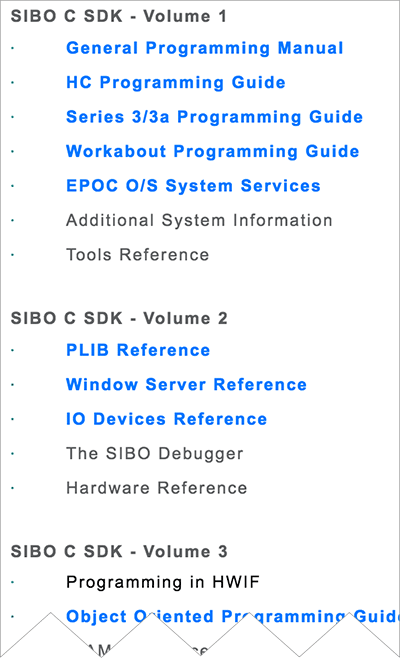 SIBO C SDK - Volume 1
· General Programming Manual
· HC Programming Guide
· Series 3/3a Programming Guide
· Workabout Programming Guide
· EPOC O/S System Services
· Additional System Information
· Tools Reference
SIBO C SDK - Volume 2
· PLIB Reference
· Window Server Reference
· IO Devices Reference
· The SIBO Debugger
· Hardware Reference
SIBO C SDK - Volume 3
· Programming in HWIF
· Object Oriented Programming